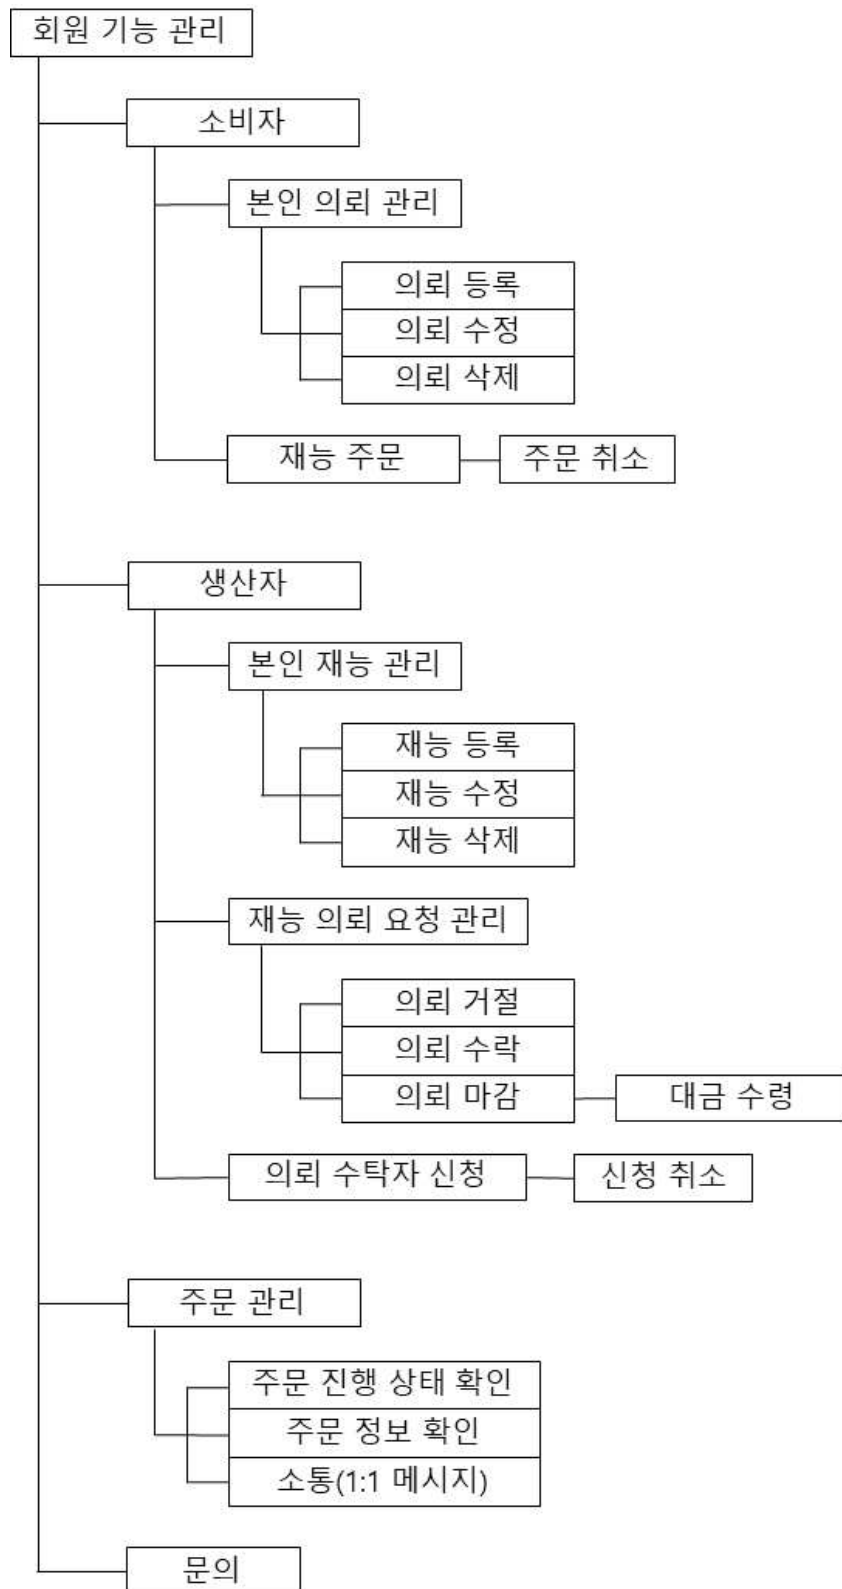 회원 기능 관리
소비자
본인 의뢰 관리
의뢰 등록
의뢰 수정
의뢰 삭제
재능 주문
주문 취소
생산자
본인 재능 관리
재능 등록
재능 수정
재능 삭제
재능 의뢰 요청 관리
의뢰 거절
의뢰 수락
의뢰 마감
대금 수령
의뢰 수탁자 신청
신청 취소
주문 관리
주문 진행 상태 확인
주문 정보 확인
소통(1:1 메시지)
문의